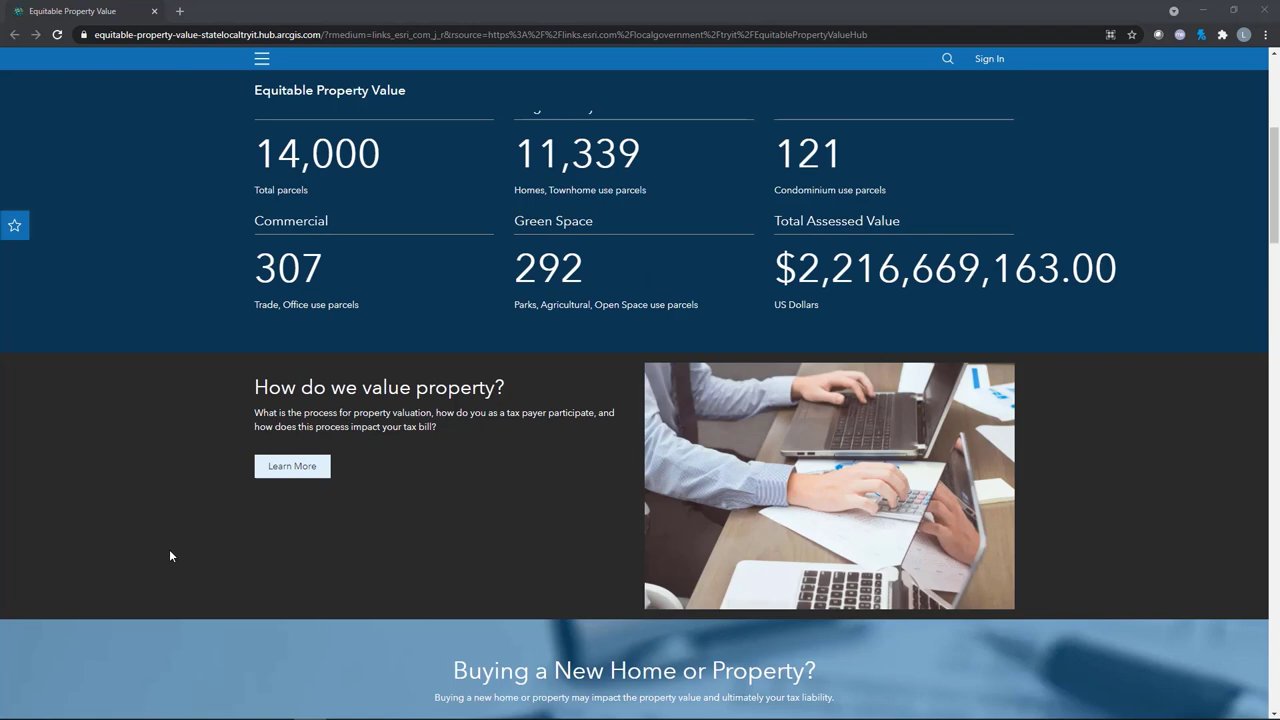 Equitable Property Value
equitable-property-value-statelocaltryit.hub.arcgis.com/?rmedium=links_esri_com_j_r&rsource=https%3A%2F%2Flinks.esri.com%2Flocalgovernment%2Ftryit%2FEquitablePropertyValueHub
L
Sign In
Equitable Property Value
14,000
11,339
121
Total parcels
Homes, Townhome use parcels
Condominium use parcels
Commercial
Green Space
Total Assessed Value
307
292
$2,216,669,163.00
Trade, Office use parcels
Parks, Agricultural, Open Space use parcels
US Dollars
How do we value property?
What is the process for property valuation, how do you as a tax payer participate, and
how does this process impact your tax bill?
Learn More
Buying a New Home or Property?
Buying a new home or property may impact the property value and ultimately your tax liability.